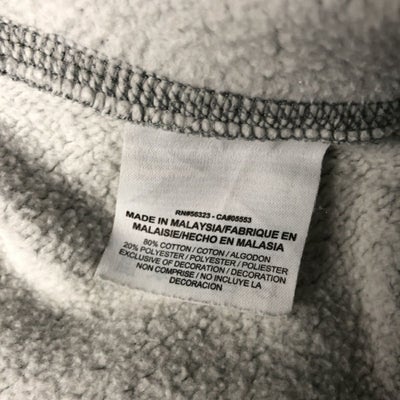 RN#56323 - CA#05553
MADE IN MALAYSIA/FABRIQUE EN
MALAISIE/HECHO EN MALASIA
80% COTTON / COTON / ALGODON
20% POLYESTER / POLYESTER / POLIESTER
EXCLUSIVE OF DECORATION / DECORATION
NON COMPRISE / NO INCLUYE LA
DECORACIÓN